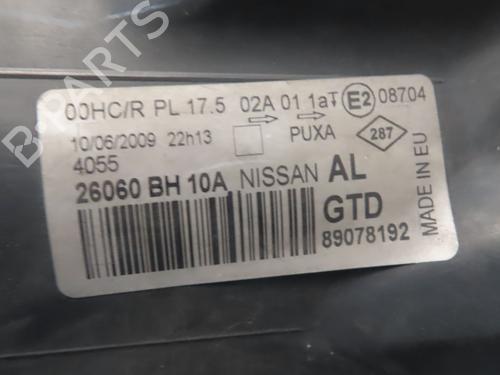 00HC/R PL 17.5 02A 01 1aT E2 08704
10/06/2009 22h13 PUXA 287
4055
26060 BH 10A NISSAN AL
GTD
89078192
MADE IN EU
B-PARTS